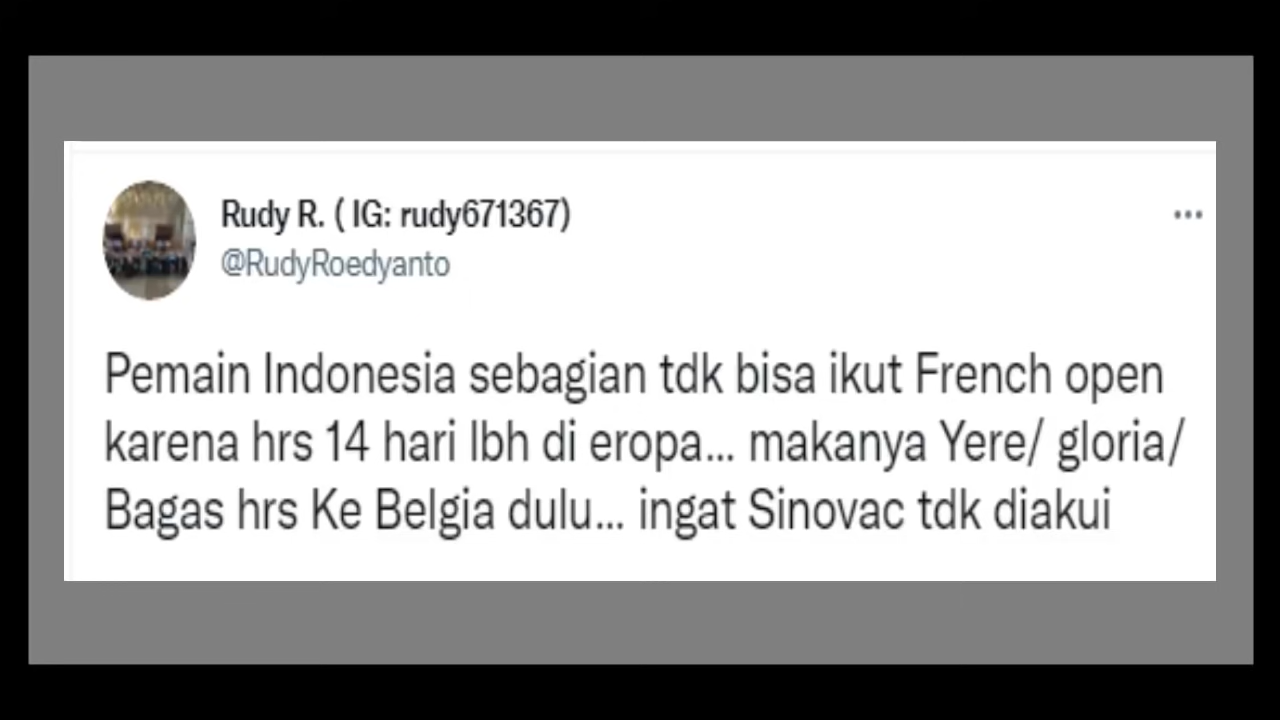 Rudy R. ( IG: rudy671367)
@RudyRoedyanto
Pemain Indonesia sebagian tdk bisa ikut French open
karena hrs 14 hari lbh di eropa... makanya Yere/ gloria/
Bagas hrs Ke Belgia dulu... ingat Sinovac tdk diakui